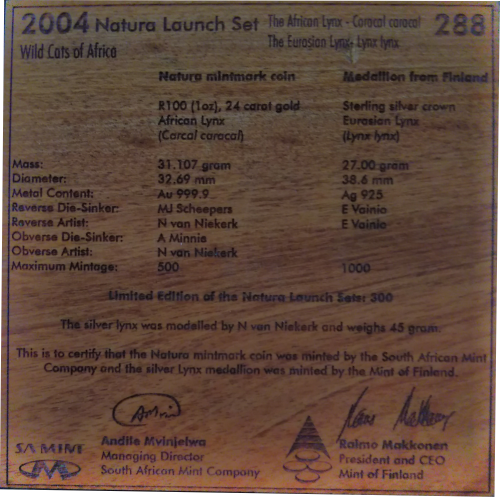 2004 Natura Launch Set The African Lynx - Caracal caracal 288
Wild Cats of Africa The Eurasian Lynx - Lynx lynx
Natura mintmark coin Medallion from Finland
R100 (1oz), 24 carat gold Sterling silver crown
African Lynx Eurasian Lynx
(Carcal caracal) (Lynx lynx)
Mass: 31.107 gram 27.00 gram
Diameter: 32.69 mm 38.6 mm
Metal Content: Au 999.9 Ag 925
Reverse Die-Sinker: MJ Scheepers E Vainio
Reverse Artist: N van Niekerk E Vainio
Obverse Die-Sinker: A Minnie
Obverse Artist: N van Niekerk
Maximum Mintage: 500 1000
Limited Edition of the Natura Launch Sets: 300
The silver lynx was modelled by N van Niekerk and weighs 45 gram.
This is to certify that the Natura mintmark coin was minted by the South African Mint
Company and the silver Lynx medallion was minted by the Mint of Finland.
SA MINT Andile Mvinjelwa Raimo Makkonen
Managing Director President and CEO
South African Mint Company Mint of Finland